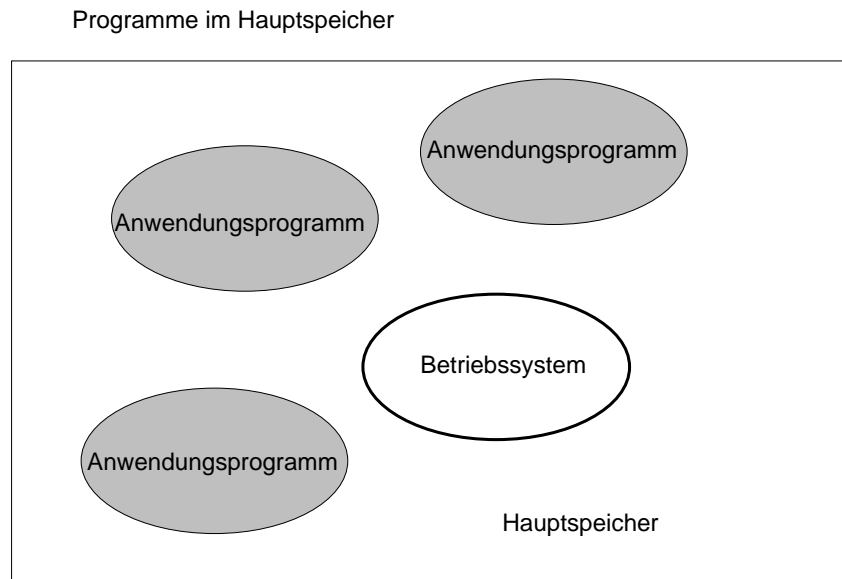 Programme im Hauptspeicher
Anwendungsprogramm
Anwendungsprogramm
Betriebssystem
Anwendungsprogramm
Hauptspeicher